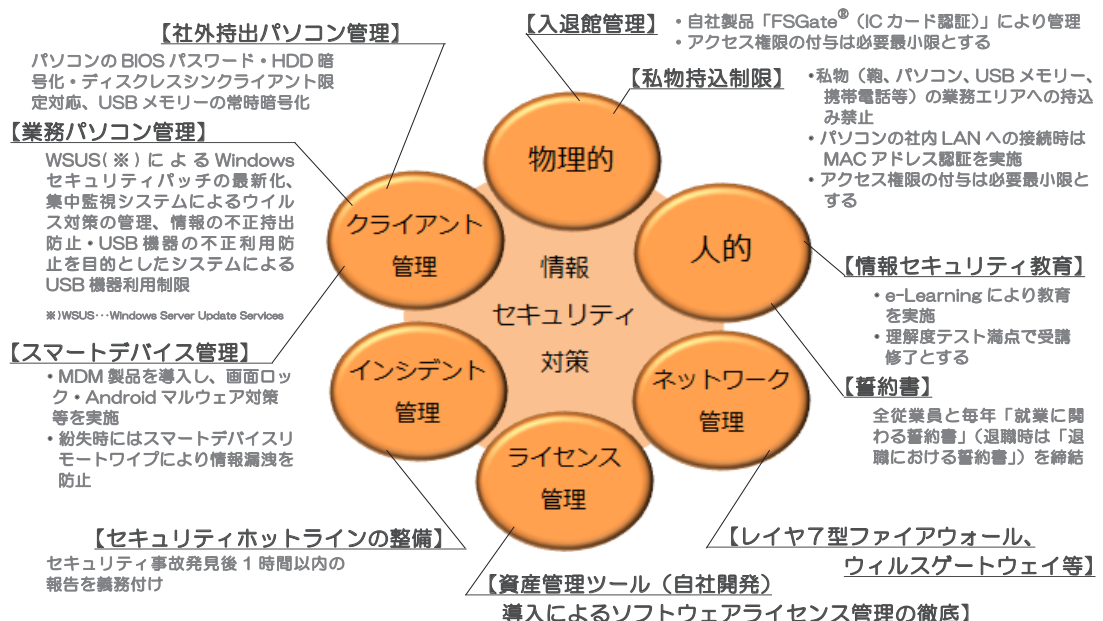 【社外持出パソコン管理】
パソコンの BIOS パスワード・HDD 暗
号化・ディスクレスシンクライアント限
定対応、USB メモリーの常時暗号化
【業務パソコン管理】
WSUS(※)による Windows
セキュリティパッチの最新化、
集中監視システムによるウイル
ス対策の管理、情報の不正持出
防止・USB 機器の不正利用防
止を目的としたシステムによる
USB 機器利用制限
※)WSUS･･･Windows Server Update Services
【スマートデバイス管理】
・MDM 製品を導入し、画面ロッ
ク・Android マルウェア対策
等を実施
・紛失時にはスマートデバイスリ
モートワイプにより情報漏洩を
防止
【セキュリティホットラインの整備】
セキュリティ事故発見後 1 時間以内の
報告を義務付け
【入退館管理】
・自社製品「FSGate®（IC カード認証）」により管理
・アクセス権限の付与は必要最小限とする
【私物持込制限】
・私物（鞄、パソコン、USB メモリー、
携帯電話等）の業務エリアへの持込
み禁止
・パソコンの社内 LAN への接続時は
MAC アドレス認証を実施
・アクセス権限の付与は必要最小限と
する
物理的
クライアント
管理
人的
情報
セキュリティ
対策
インシデント
管理
ネットワーク
管理
ライセンス
管理
【情報セキュリティ教育】
・e-Learning により教育
を実施
・理解度テスト満点で受講
修了とする
【誓約書】
全従業員と毎年「就業に関
わる誓約書」（退職時は「退
職における誓約書」）を締結
【レイヤ７型ファイアウォール、
ウィルスゲートウェイ等】
【資産管理ツール（自社開発）
導入によるソフトウェアライセンス管理の徹底】